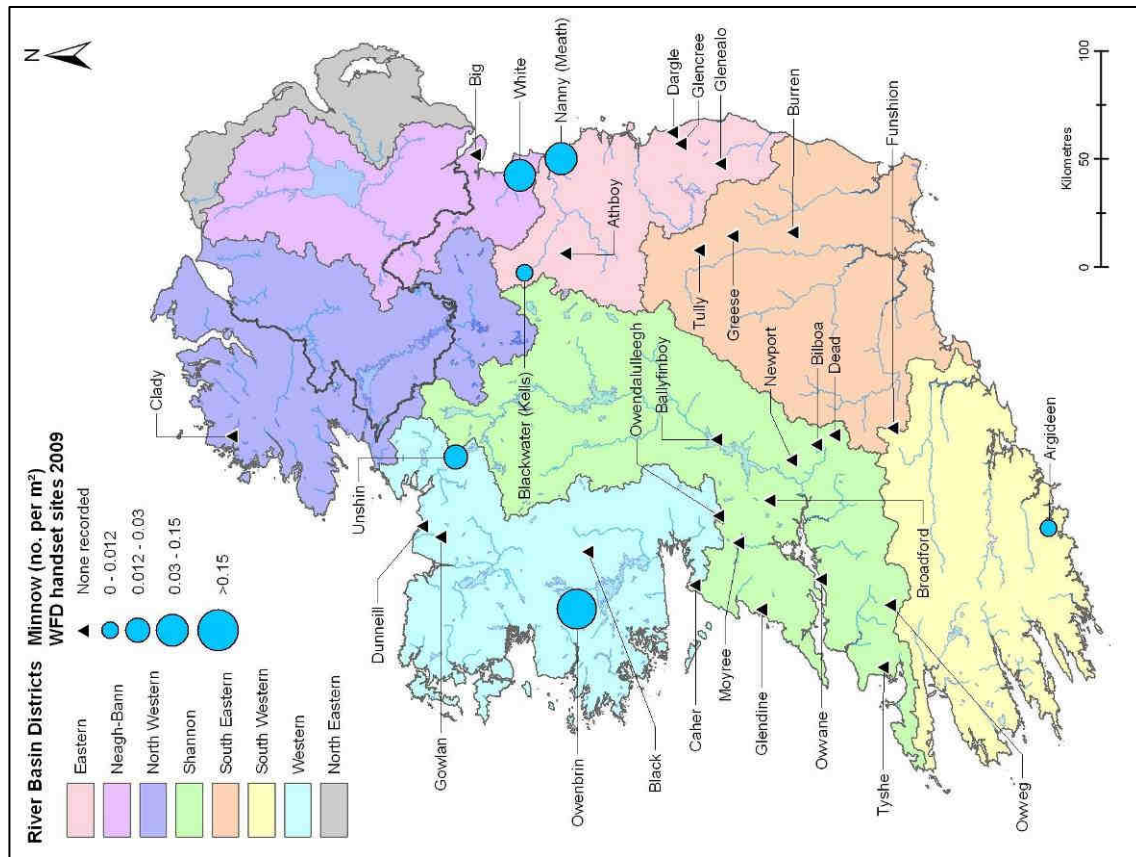 River Basin Districts
Eastern
Neagh-Bann
North Western
Shannon
South Eastern
South Western
Western
North Eastern
Minnow (no. per m²)
WFD handset sites 2009
None recorded
0 - 0.012
0.012 - 0.03
0.03 - 0.15
>0.15
N
Clady
Big
White
Nanny (Meath)
Unshin
Dunneill
Gowlan
Blackwater (Kells)
Athboy
Owenbrin
Black
Dargle
Glencree
Glenealo
Caher
Moyree
Owendalulleegh
Ballyfinboy
Tully
Greese
Burren
Glendine
Newport
Bilboa
Dead
Owvane
Broadford
Tyshe
Owveg
Funshion
Argideen
0
50
100
Kilometres